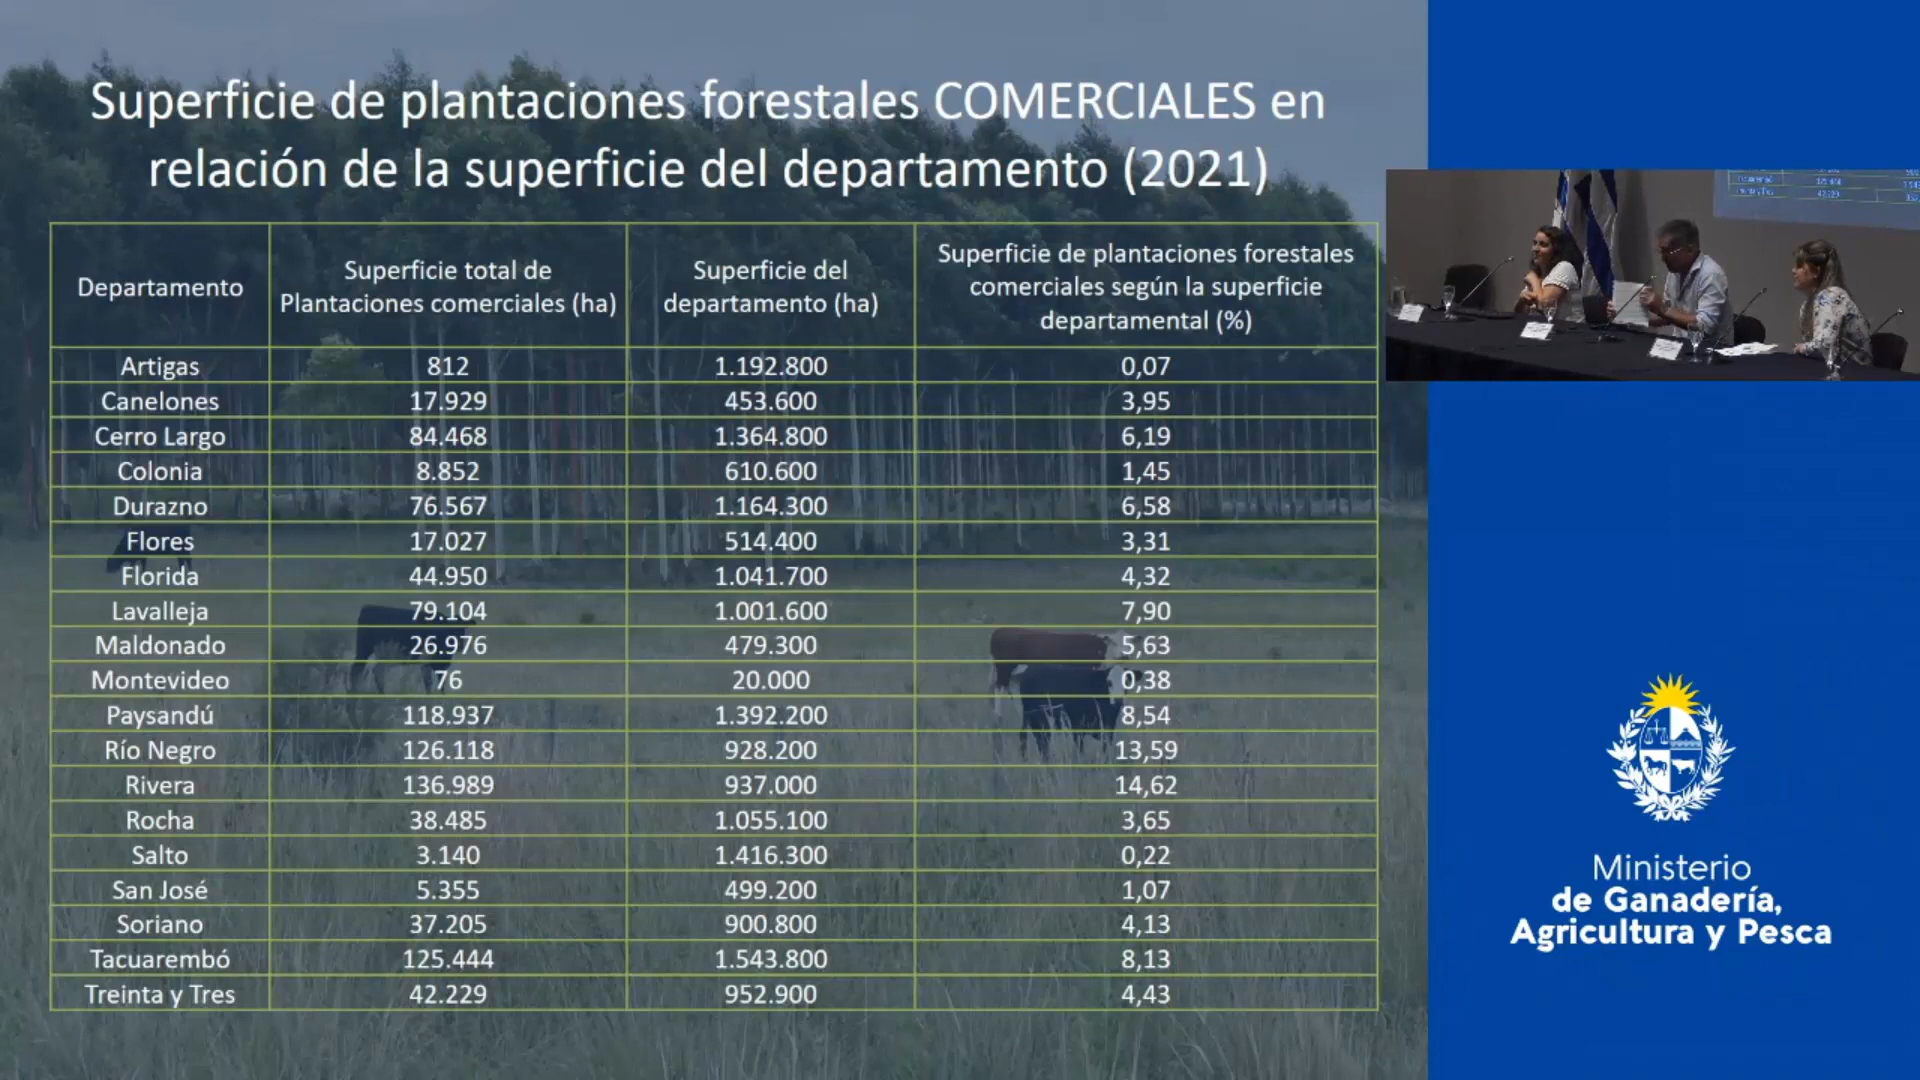 Superficie de plantaciones forestales COMERCIALES en
relación de la superficie del departamento (2021)
Departamento
Superficie total de
Plantaciones comerciales (ha)
Superficie del
departamento (ha)
Superficie de plantaciones forestales
comerciales según la superficie
departamental (%)
Artigas 812 1.192.800 0,07
Canelones 17.929 453.600 3,95
Cerro Largo 84.468 1.364.800 6,19
Colonia 8.852 610.600 1,45
Durazno 76.567 1.164.300 6,58
Flores 17.027 514.400 3,31
Florida 44.950 1.041.700 4,32
Lavalleja 79.104 1.001.600 7,90
Maldonado 26.976 479.300 5,63
Montevideo 76 20.000 0,38
Paysandú 118.937 1.392.200 8,54
Río Negro 126.118 928.200 13,59
Rivera 136.989 937.000 14,62
Rocha 38.485 1.055.100 3,65
Salto 3.140 1.416.300 0,22
San José 5.355 499.200 1,07
Soriano 37.205 900.800 4,13
Tacuarembó 125.444 1.543.800 8,13
Treinta y Tres 42.229 952.900 4,43
Ministerio
de Ganadería,
Agricultura y Pesca